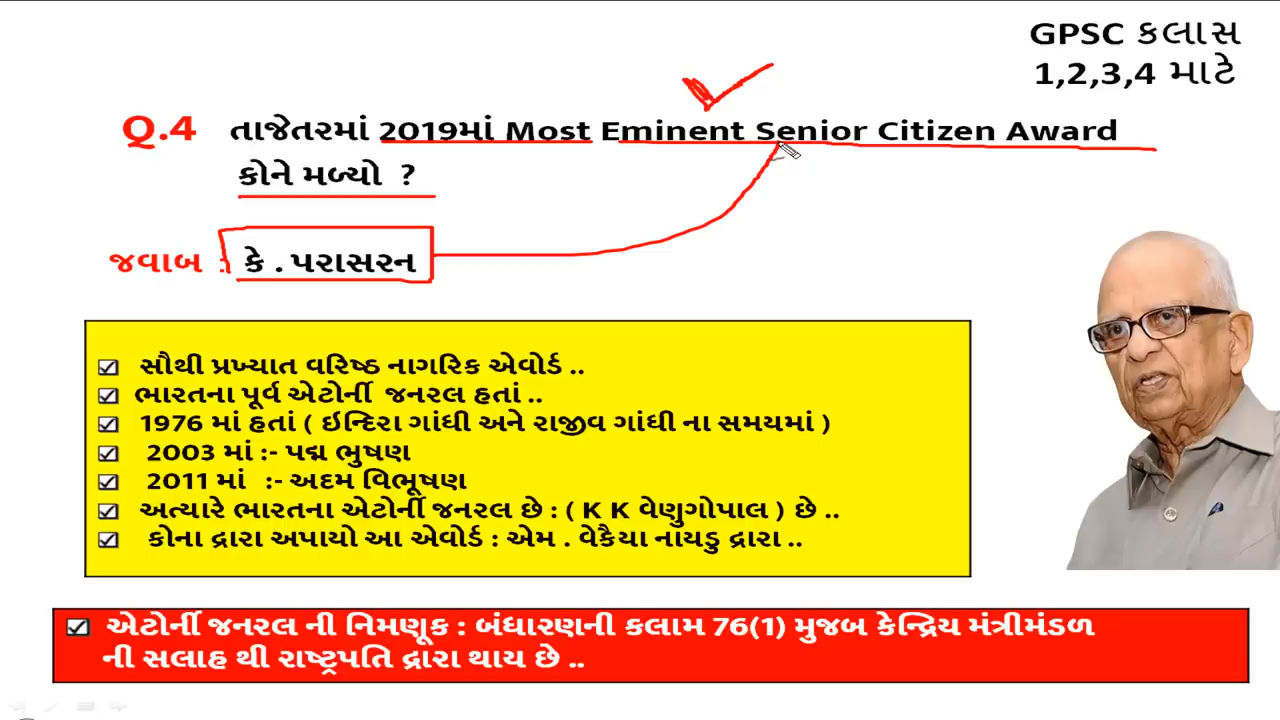 GPSC કલાસ
1,2,3,4 માટે
Q.4 તાજેતરમાં 2019માં Most Eminent Senior Citizen Award
કોને મળ્યો ?
જવાબ : કે . પરાસરન
સૌથી પ્રખ્યાત વરિષ્ઠ નાગરિક એવોર્ડ ..
ભારતના પૂર્વ એટોર્ની જનરલ હતાં ..
1976 માં હતાં ( ઇન્દિરા ગાંધી અને રાજીવ ગાંધી ના સમયમાં )
2003 માં :- પદ્મ ભુષણ
2011 માં :- અદમ વિભૂષણ
અત્યારે ભારતના એટોર્ની જનરલ છે : ( K K વેણુગોપાલ ) છે ..
કોના દ્રારા અપાયો આ એવોર્ડ : એમ . વેકૈયા નાયડુ દ્રારા ..
એટોર્ની જનરલ ની નિમણૂક : બંધારણની કલામ 76(1) મુજબ કેન્દ્રિય મંત્રીમંડળ
ની સલાહ થી રાષ્ટ્રપતિ દ્રારા થાય છે ..